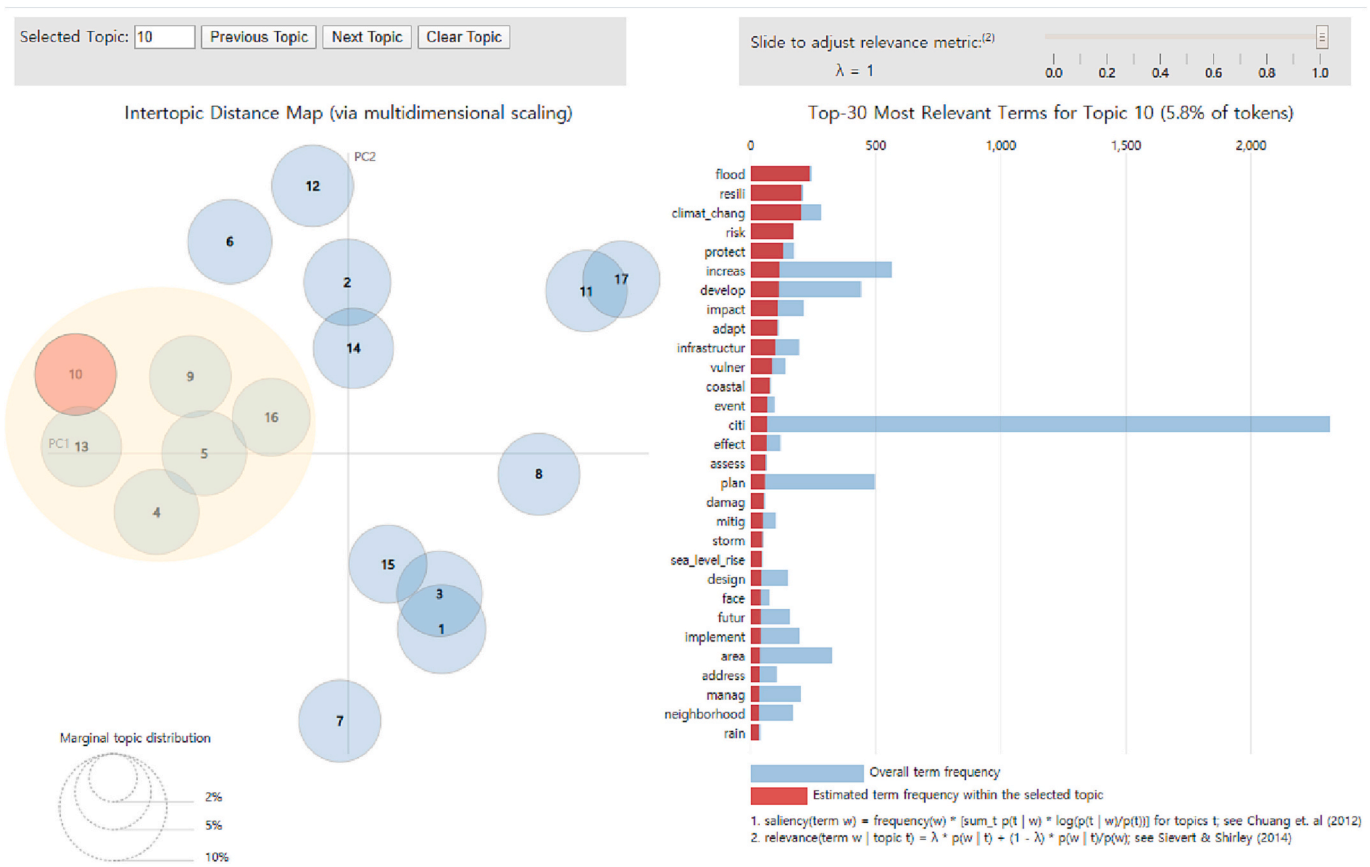 Selected Topic: 10 Previous Topic Next Topic Clear Topic
Slide to adjust relevance metric:(2)
λ = 1
0.0 0.2 0.4 0.6 0.8 1.0
Intertopic Distance Map (via multidimensional scaling)
PC2
12
6
2
17
11
14
10
9
16
PC1
13
5
8
4
15
3
1
7
Marginal topic distribution
2%
5%
10%
Top-30 Most Relevant Terms for Topic 10 (5.8% of tokens)
0 500 1,000 1,500 2,000
flood
resili
climat_chang
risk
protect
increas
develop
impact
adapt
infrastructur
vulner
coastal
event
citi
effect
assess
plan
damag
mitig
storm
sea_level_rise
design
face
futur
implement
area
address
manag
neighborhood
rain
Overall term frequency
Estimated term frequency within the selected topic
1. saliency(term w) = frequency(w) * [sum_t p(t | w) * log(p(t | w)/p(t))] for topics t; see Chuang et. al (2012)
2. relevance(term w | topic t) = λ * p(w | t) + (1 - λ) * p(w | t)/p(w); see Sievert & Shirley (2014)